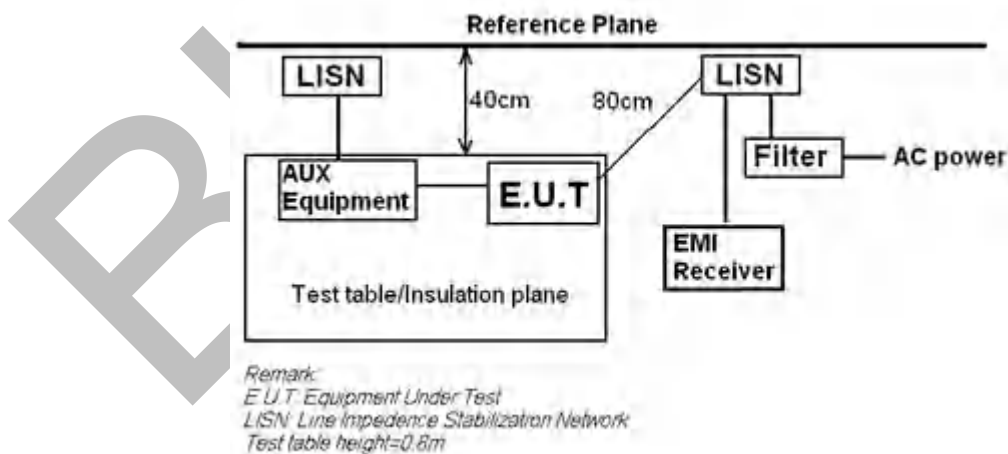 Reference Plane
LISN
LISN
40cm
80cm
Filter
AC power
AUX
Equipment
E.U.T
EMI
Receiver
Test table/Insulation plane
Remark:
E.U.T: Equipment Under Test
LISN: Line Impedence Stabilization Network
Test table height=0.8m